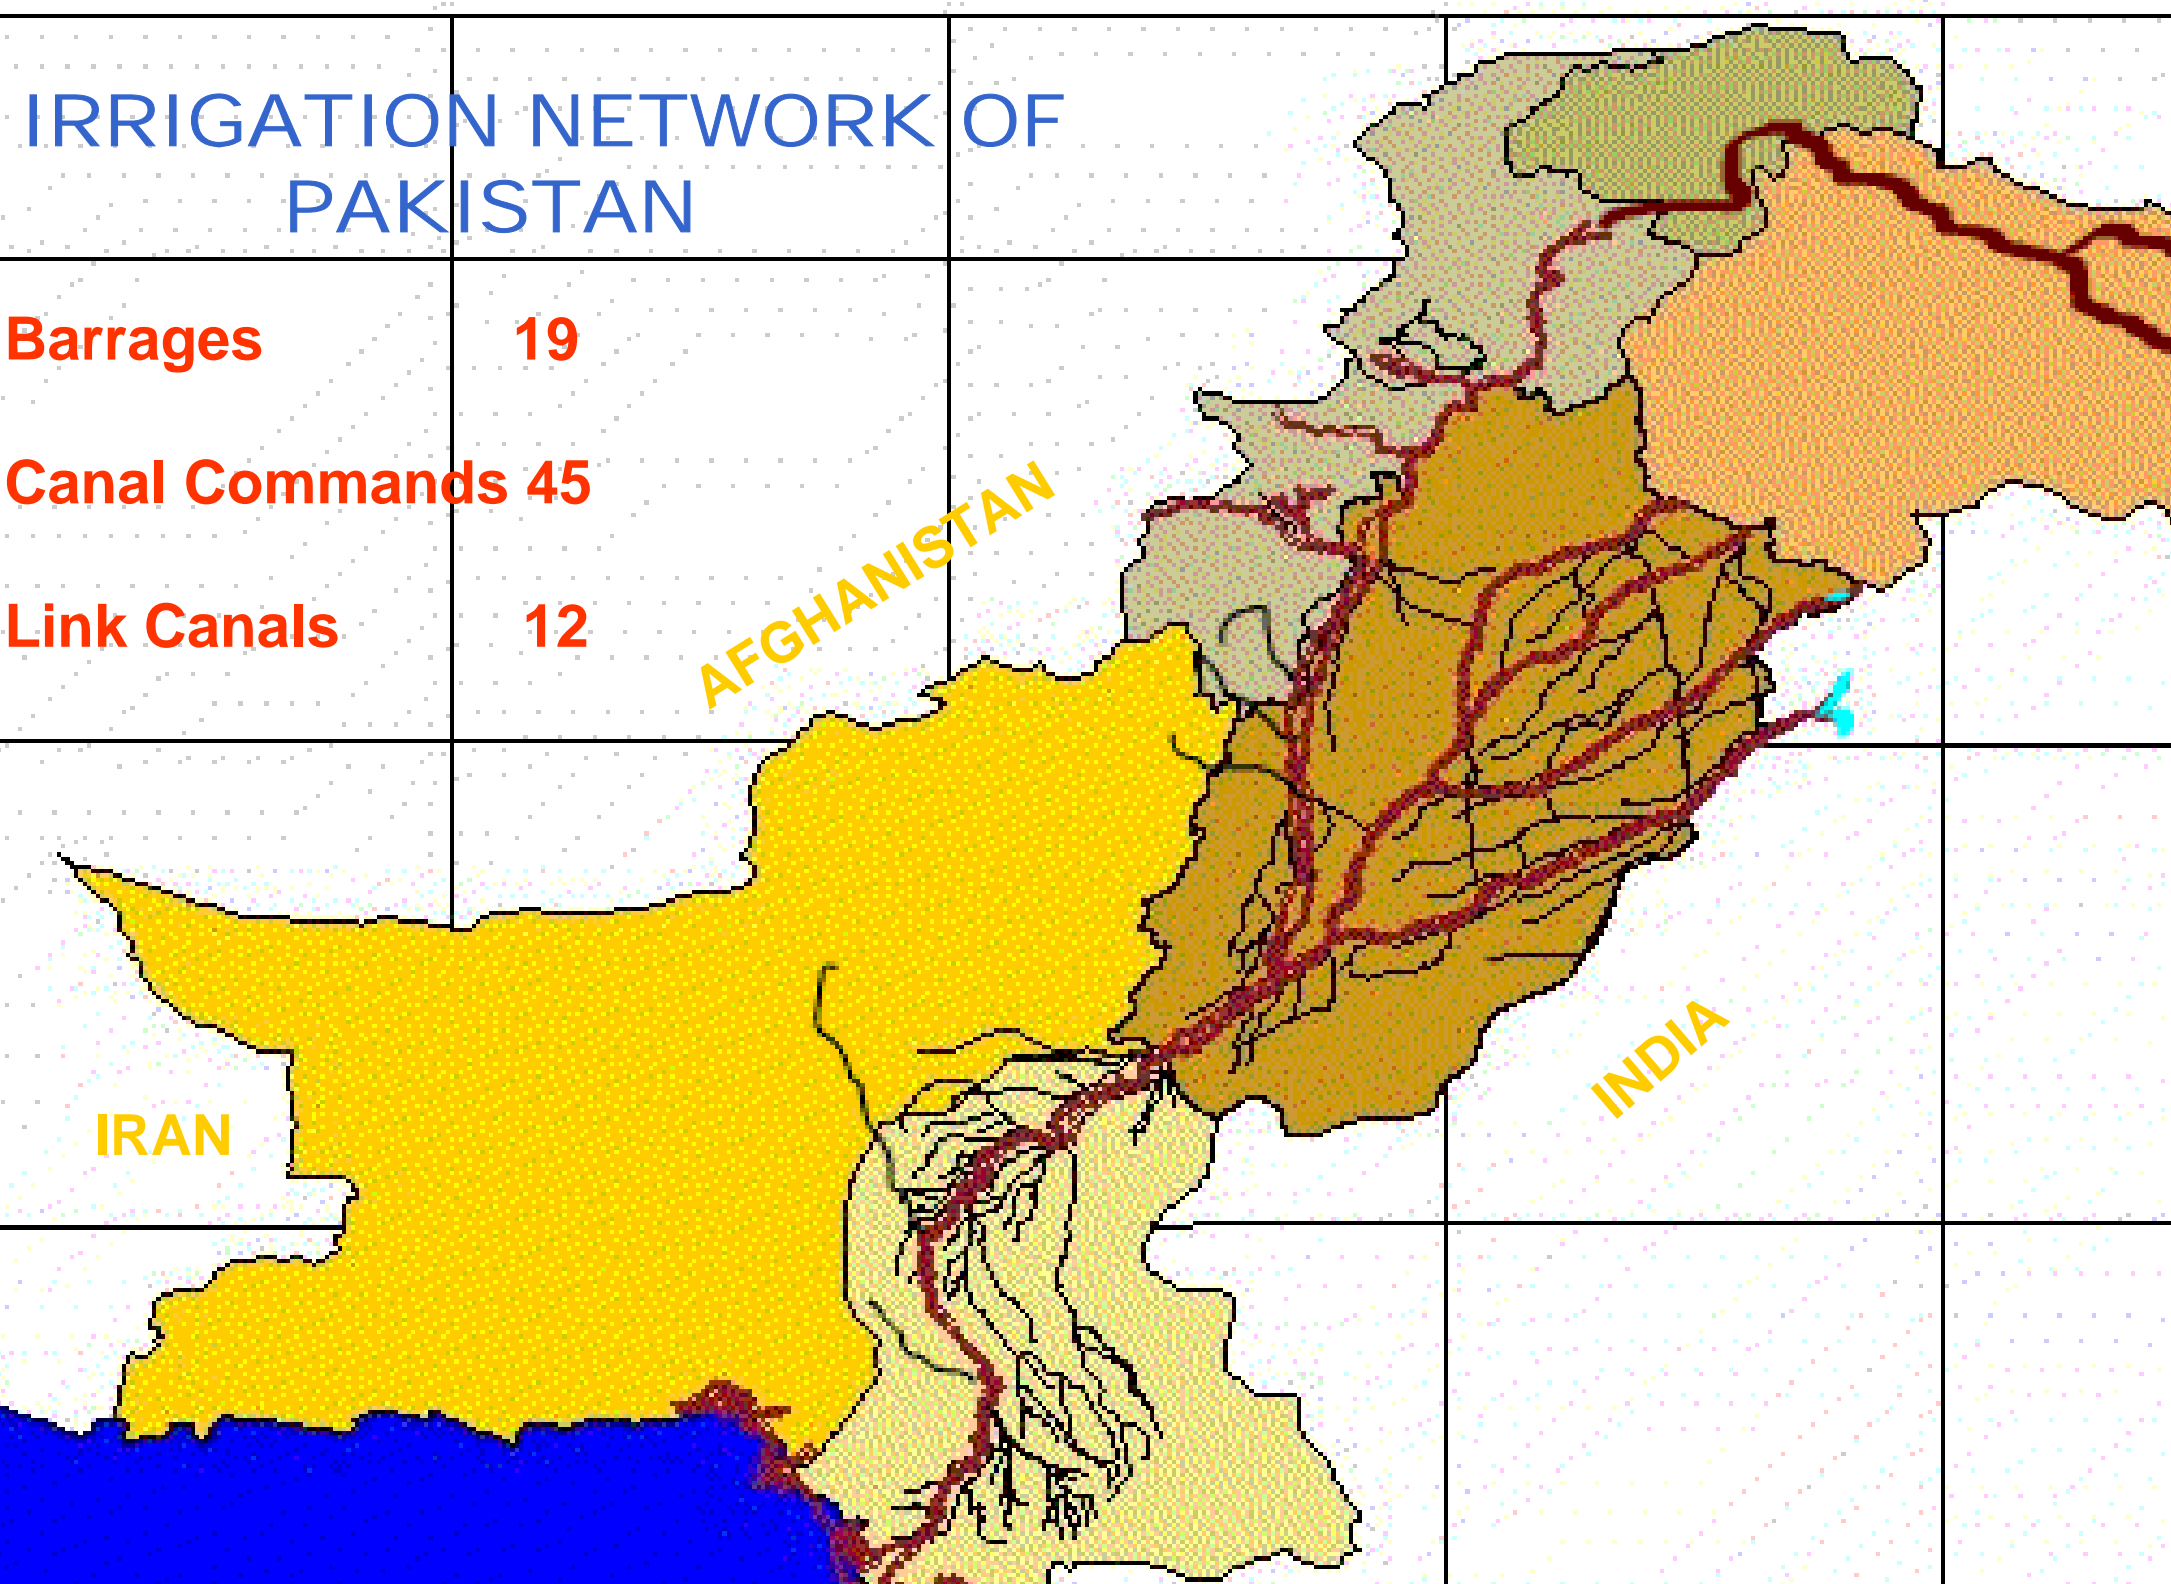 IRRIGATION NETWORK OF
PAKISTAN
Barrages 19
Canal Commands 45
Link Canals 12
AFGHANISTAN
INDIA
IRAN